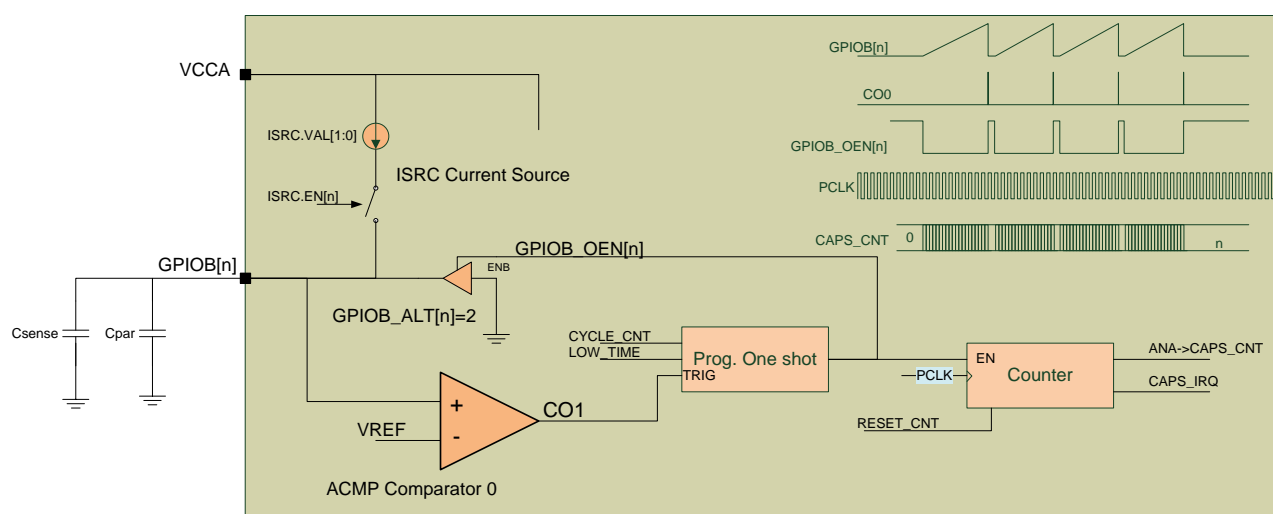 GPIOB[n]
VCCA
CO0
ISRC.VAL[1:0]
GPIOB_OEN[n]
ISRC Current Source
PCLK
ISRC.EN[n]
CAPS_CNT
0
n
GPIOB[n]
GPIOB_OEN[n]
ENB
GPIOB_ALT[n]=2
Csense
Cpar
CYCLE_CNT
LOW_TIME
TRIG
Prog. One shot
EN
PCLK
Counter
ANA->CAPS_CNT
CAPS_IRQ
RESET_CNT
+
-
VREF
CO1
ACMP Comparator 0